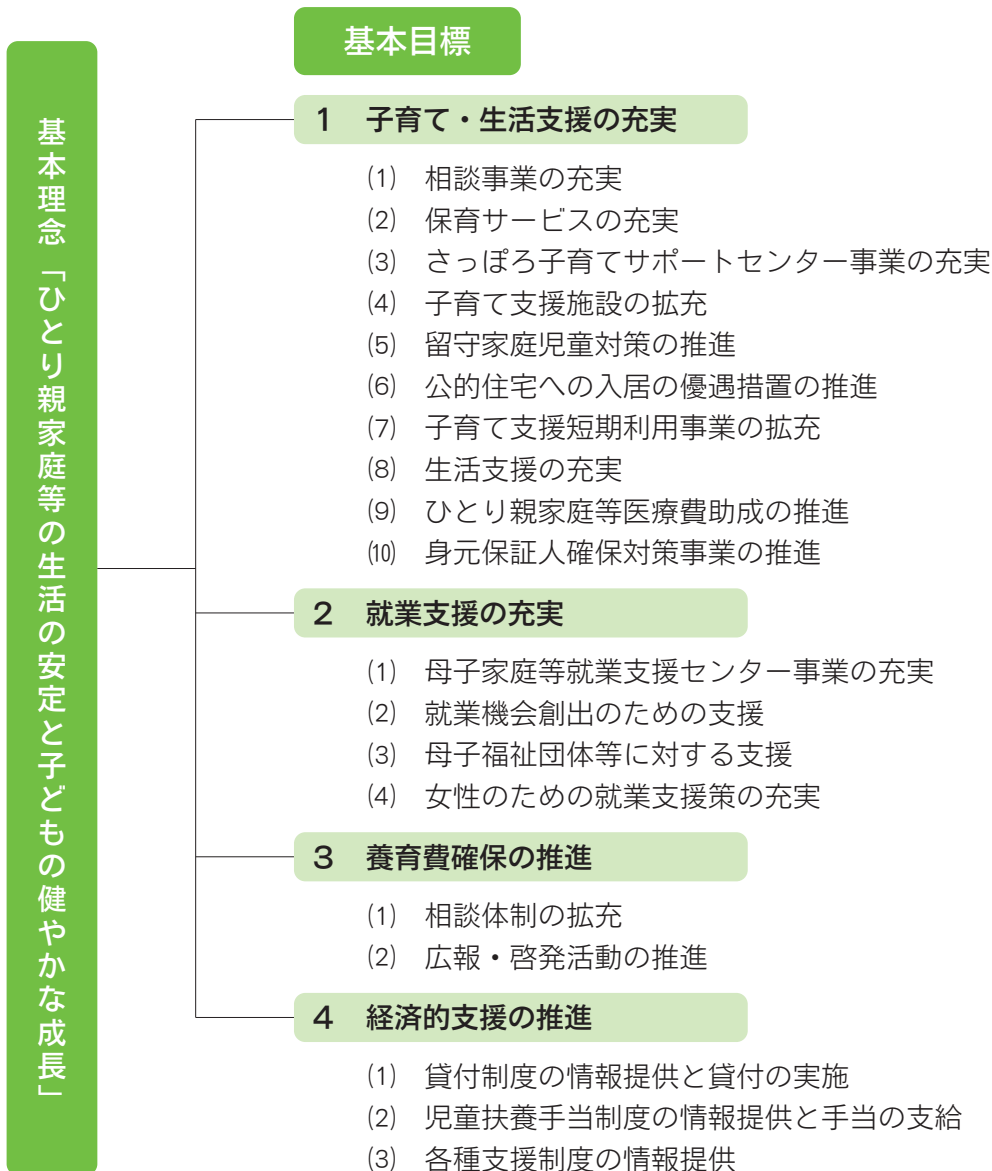 基本目標
基本理念「ひとり親家庭等の生活の安定と子どもの健やかな成長」
1 子育て・生活支援の充実
(1) 相談事業の充実
(2) 保育サービスの充実
(3) さっぽろ子育てサポートセンター事業の充実
(4) 子育て支援施設の拡充
(5) 留守家庭児童対策の推進
(6) 公的住宅への入居の優遇措置の推進
(7) 子育て支援短期利用事業の拡充
(8) 生活支援の充実
(9) ひとり親家庭等医療費助成の推進
(10) 身元保証人確保対策事業の推進
2 就業支援の充実
(1) 母子家庭等就業支援センター事業の充実
(2) 就業機会創出のための支援
(3) 母子福祉団体等に対する支援
(4) 女性のための就業支援策の充実
3 養育費確保の推進
(1) 相談体制の拡充
(2) 広報・啓発活動の推進
4 経済的支援の推進
(1) 貸付制度の情報提供と貸付の実施
(2) 児童扶養手当制度の情報提供と手当の支給
(3) 各種支援制度の情報提供